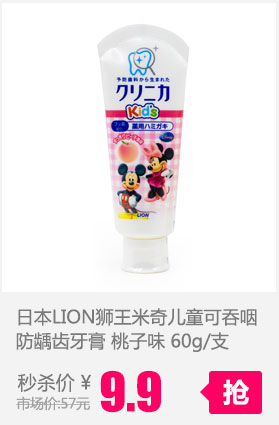 予防歯科から生まれた
クリニカ
Kid's
薬用ハミガキ
LION
日本LION狮王米奇儿童可吞咽
防龋齿牙膏 桃子味 60g/支
秒杀价 ¥ 9.9
市场价:57元
抢